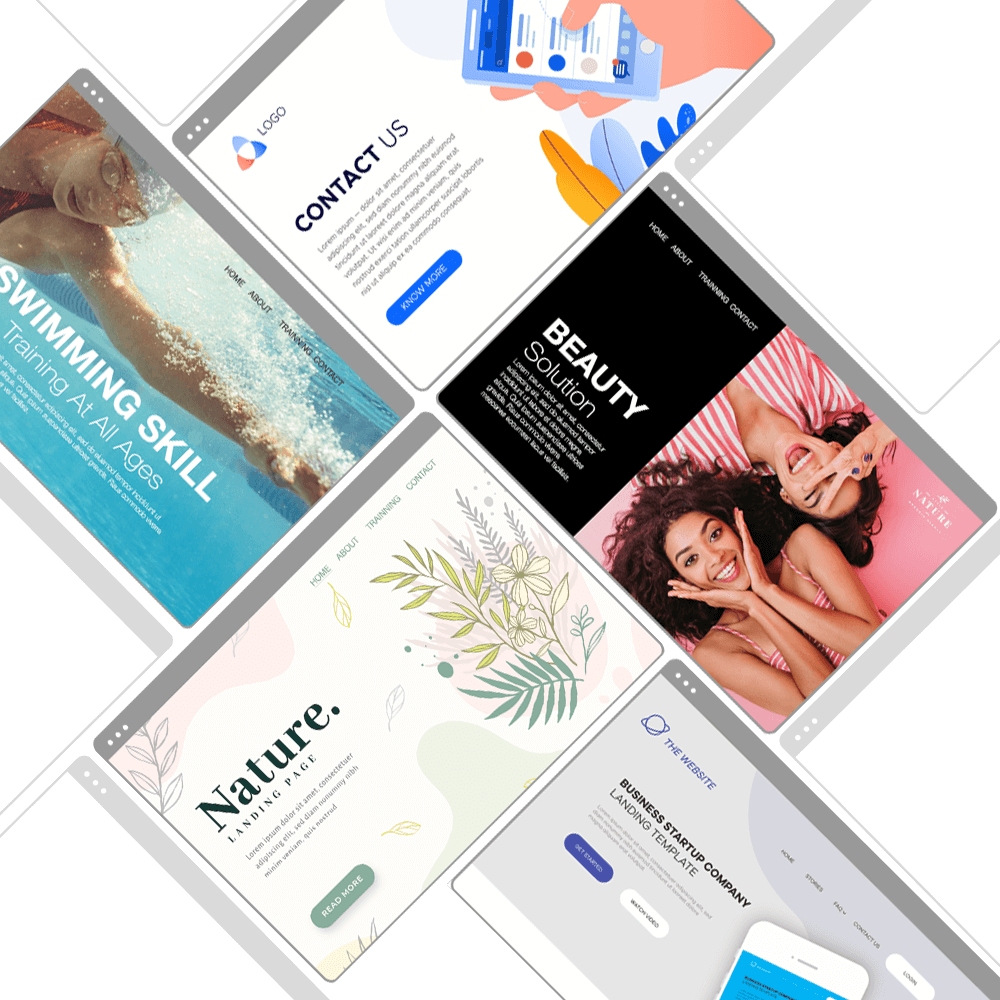 LOGO
CONTACT US
Lorem ipsum — dolor sit amet, consectetuer
adipiscing elit, sed diam nonummy nibh euismod
tincidunt ut laoreet dolore magna aliquam erat
volutpat. Ut wisi enim ad minim veniam, quis
nostrud exerci tation ullamcorper suscipit lobortis
nisl ut aliquip ex ea commodo consequat.
KNOW MORE
HOME ABOUT TRAINNING CONTACT
SWIMMING SKILL
Training At All Ages
amet, consectetur adipiscing elit, sed do eiusmod tempor incididunt ut
aliqua. Quis ipsum suspendisse ultrices gravida. Risus commodo viverra
HOME ABOUT TRAINNING CONTACT
BEAUTY
Solution
Lorem ipsum dolor sit amet, consectetur
adipiscing elit, sed do eiusmod tempor
incididunt ut labore et dolore magna
aliqua. Quis ipsum suspendisse ultrices
gravida. Risus commodo viverra
maecenas accumsan lacus vel facilisis.
NATURE
HOME ABOUT TRAINNING CONTACT
Nature.
LANDING PAGE
Lorem ipsum dolor sit amet, consectetuer
adipiscing elit, sed diam nonummy nibh
minim veniam, quis nostrud
READ MORE
THE WEBSITE
HOME STORIES FAQ CONTACT US LOGIN
BUSINESS STARTUP COMPANY
LANDING TEMPLATE
GET STARTED
WATCH VIDEO